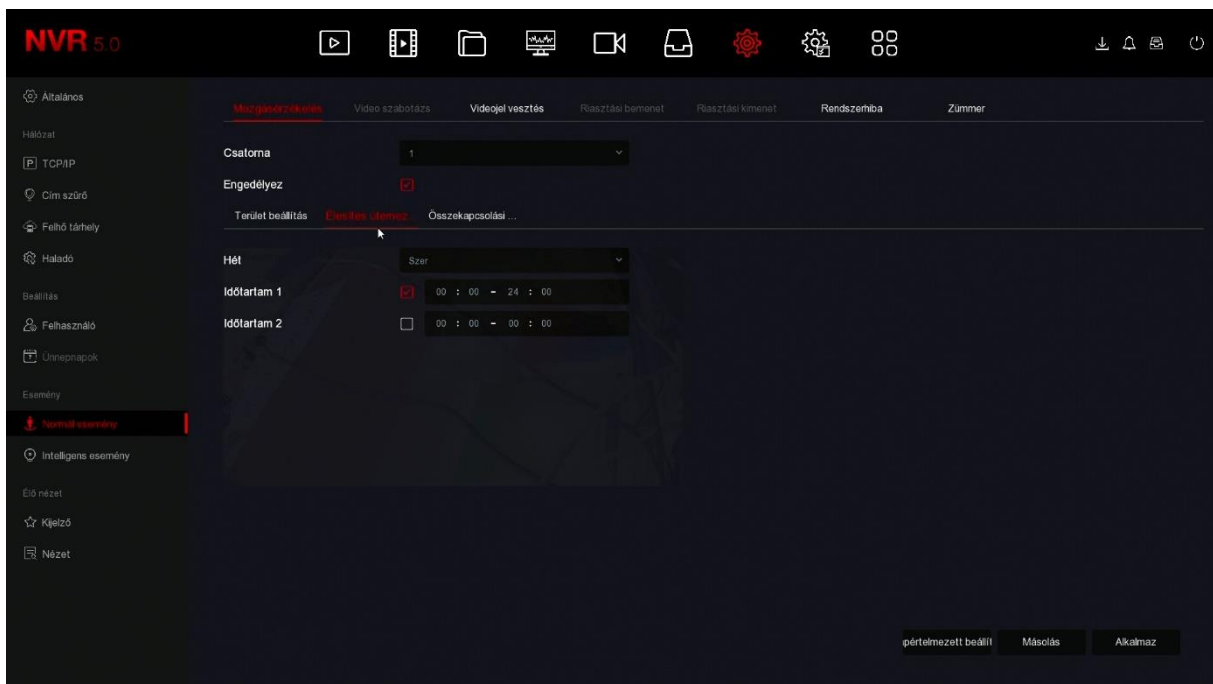 NVR 5.0
Általános
Mozgásérzékelés Video szabotázs Videojel vesztés Riasztási bemenet Riasztási kimenet Rendszerhiba Zümmer
Hálózat
Csatorna 1
TCP/IP
Engedélyez
Cím szűrő
Terület beállítás Élesítés ütemez... Összekapcsolási ...
Felhő tárhely
Haladó
Hét Szer
Beállítás
Időtartam 1 00 : 00 - 24 : 00
Felhasználó
Időtartam 2 00 : 00 - 00 : 00
Ünnepnapok
Esemény
Normál esemény
Intelligens esemény
Élő nézet
Kijelző
Nézet
pértelmezett beállít Másolás Alkalmaz